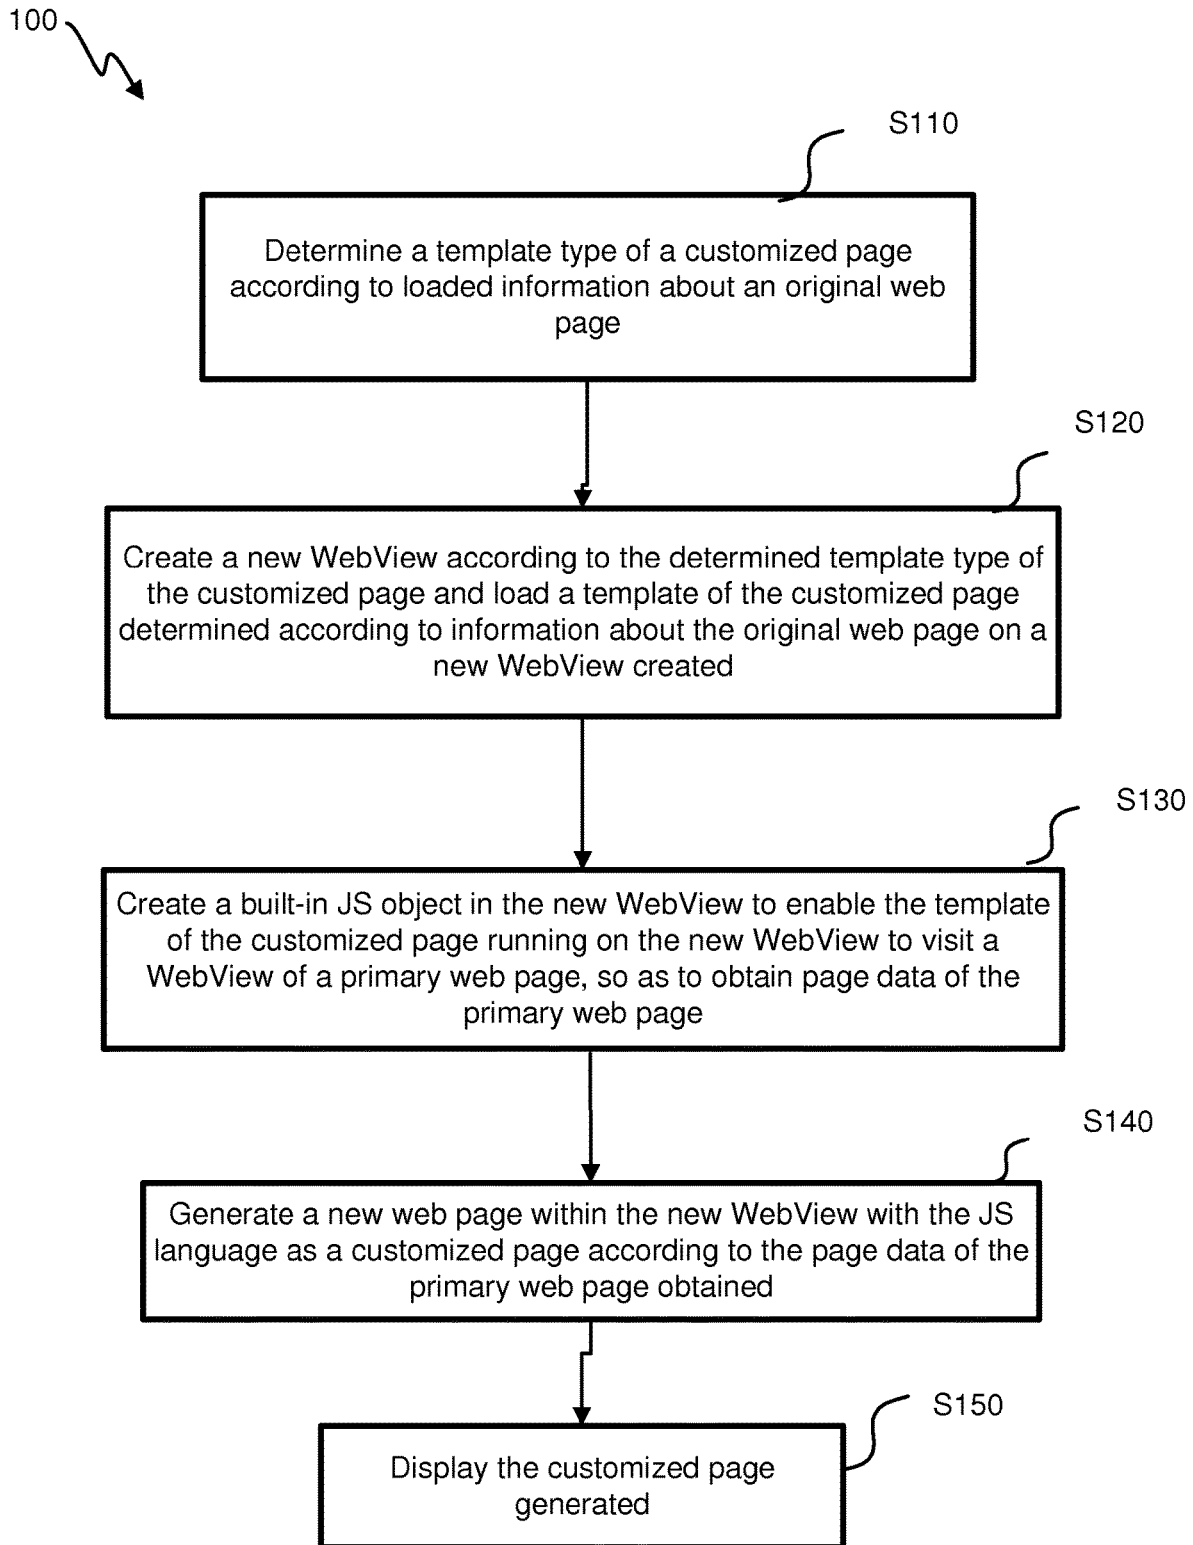 100
S110
Determine a template type of a customized page
according to loaded information about an original web
page
S120
Create a new WebView according to the determined template type of
the customized page and load a template of the customized page
determined according to information about the original web page on a
new WebView created
S130
Create a built-in JS object in the new WebView to enable the template
of the customized page running on the new WebView to visit a
WebView of a primary web page, so as to obtain page data of the
primary web page
S140
Generate a new web page within the new WebView with the JS
language as a customized page according to the page data of the
primary web page obtained
S150
Display the customized page
generated